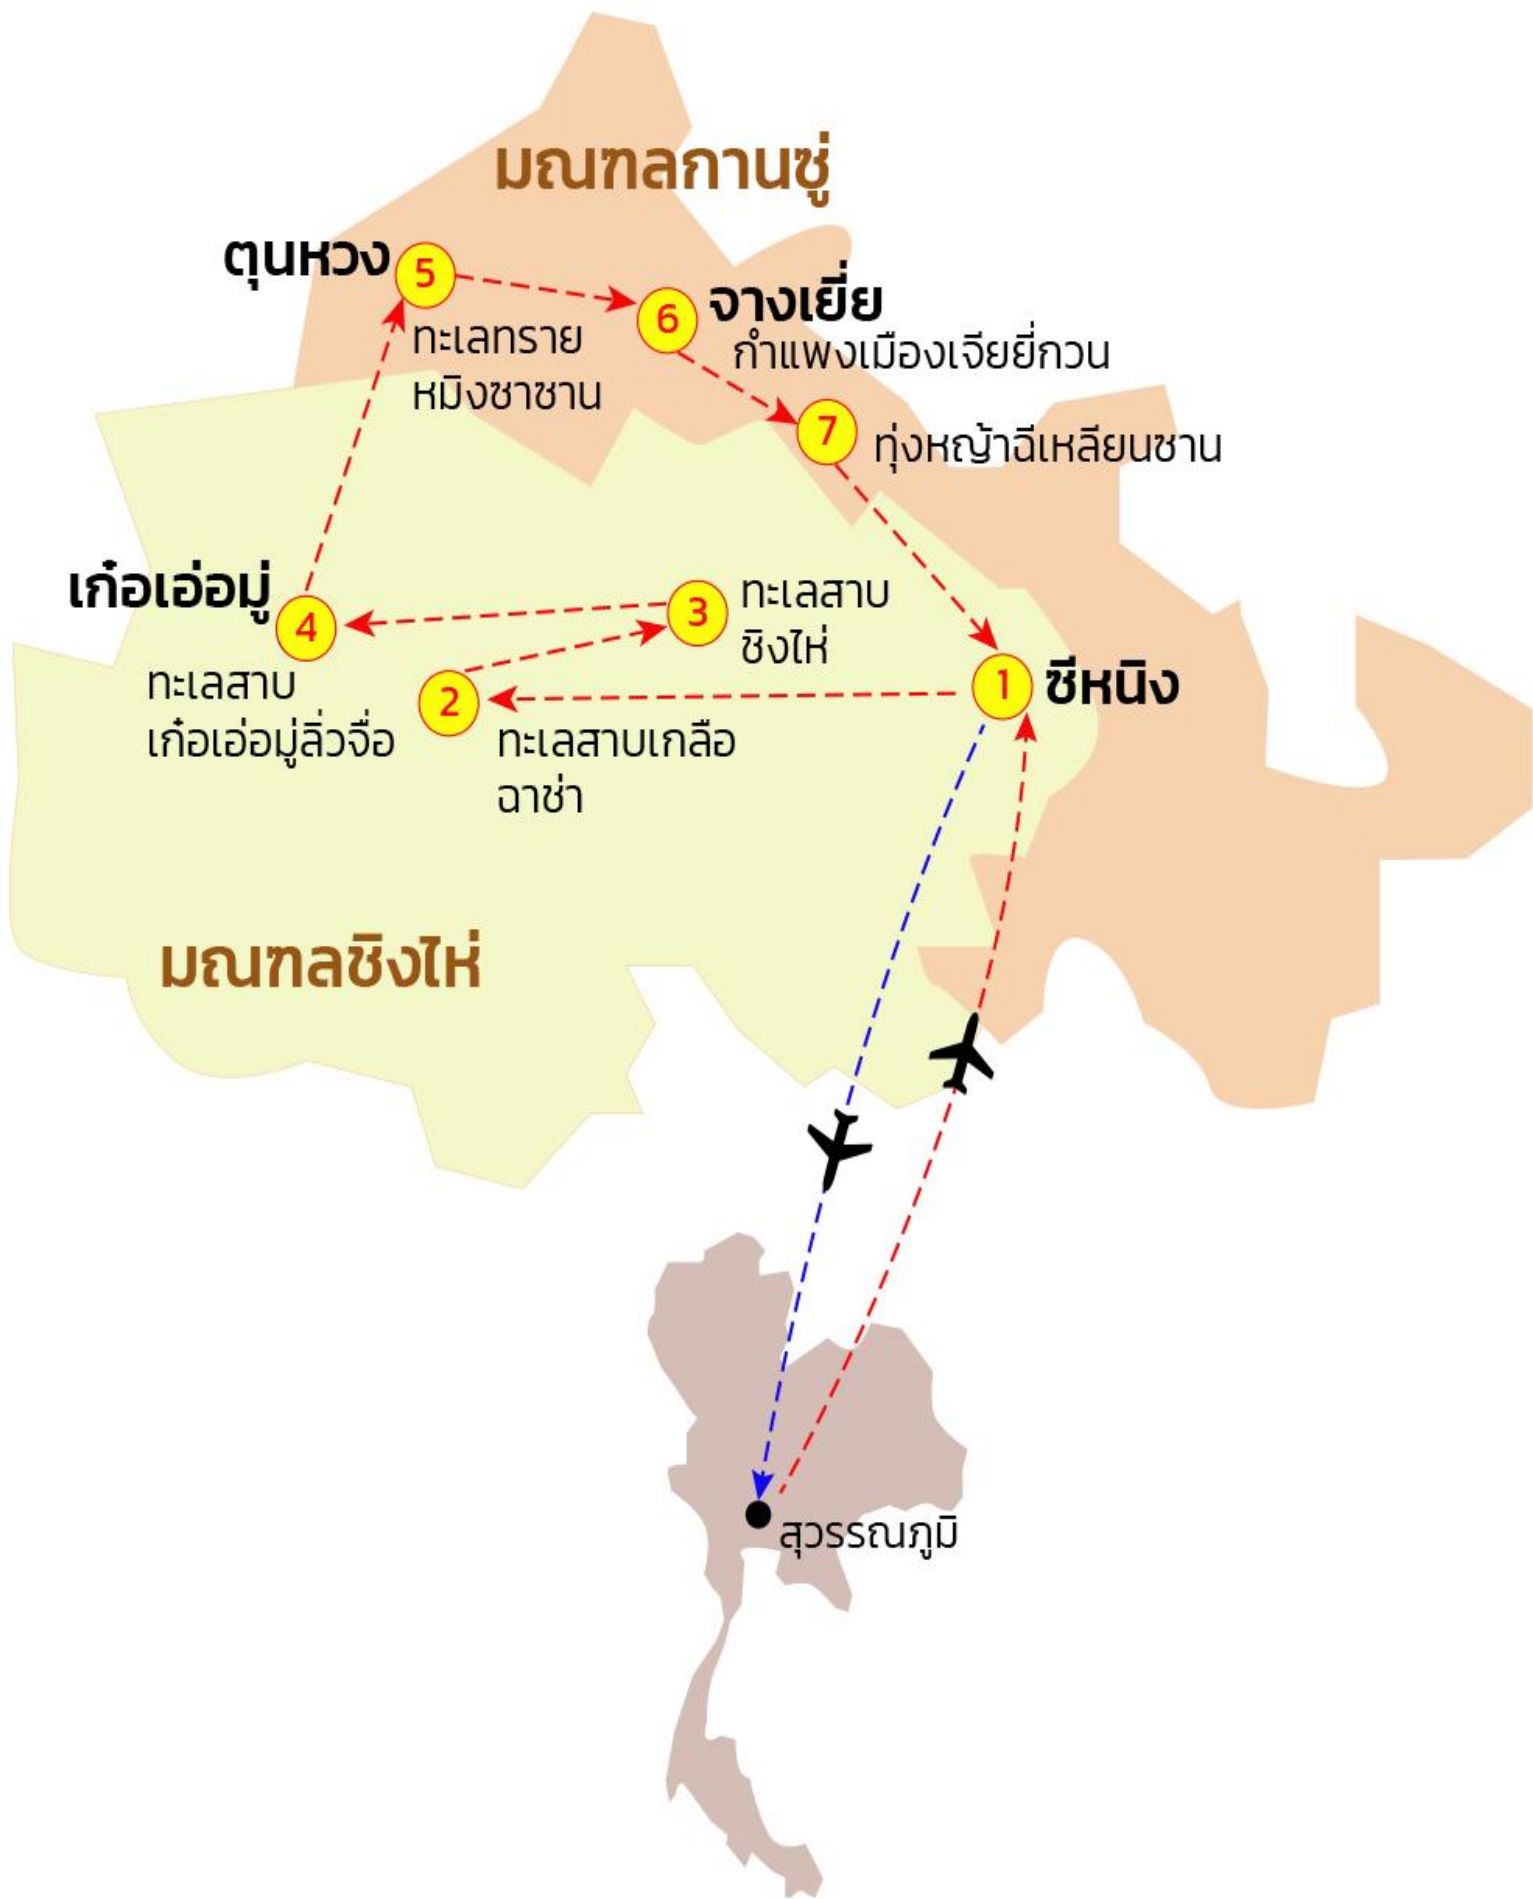 มณฑลกานซู่
ตุนหวง
5
ทะเลทราย
หมิงซาซาน
6
จางเยี่ย
กำแพงเมืองเจียยี่กวน
7
ทุ่งหญ้าฉีเหลียนซาน
เก๋อเอ่อมู่
4
ทะเลสาบ
เก๋อเอ่อมู่ลิ่วจื่อ
3
ทะเลสาบ
ชิงไห่
2
ทะเลสาบเกลือ
ฉาช่า
1
ซีหนิง
มณฑลชิงไห่
สุวรรณภูมิ